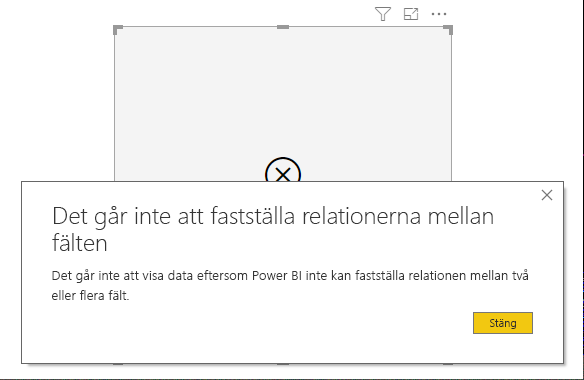 Det går inte att fastställa relationerna mellan
fälten
Det går inte att visa data eftersom Power BI inte kan fastställa relationen mellan två
eller flera fält.
Stäng